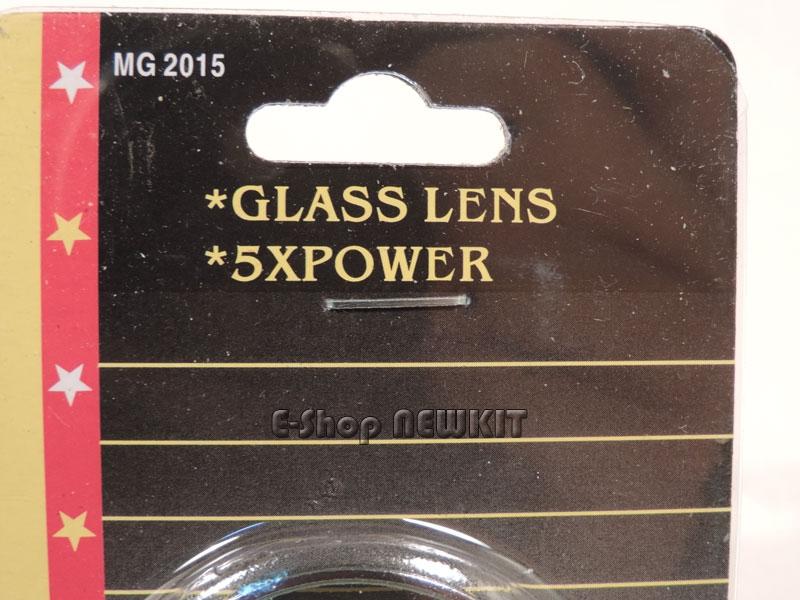 MG 2015
*GLASS LENS
*5XPOWER
E-Shop NEWKIT